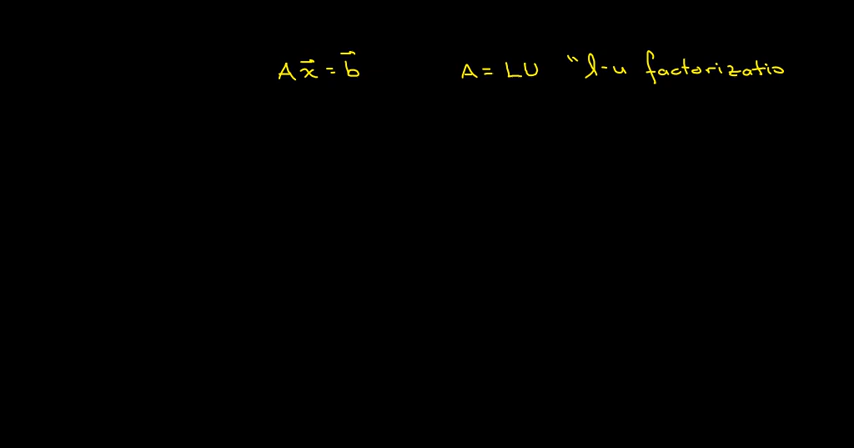 A x⃗ = b⃗ A = LU "l-u factorizatio